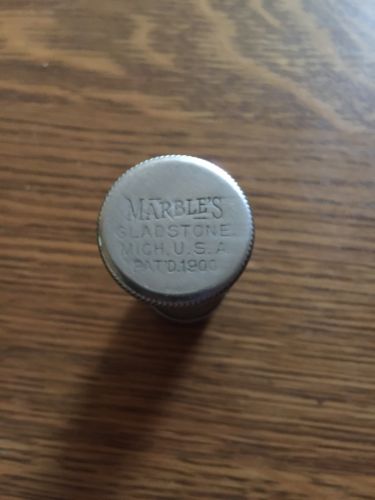 MARBLE'S
GLADSTONE
MICH. U.S.A.
PAT'D. 1900